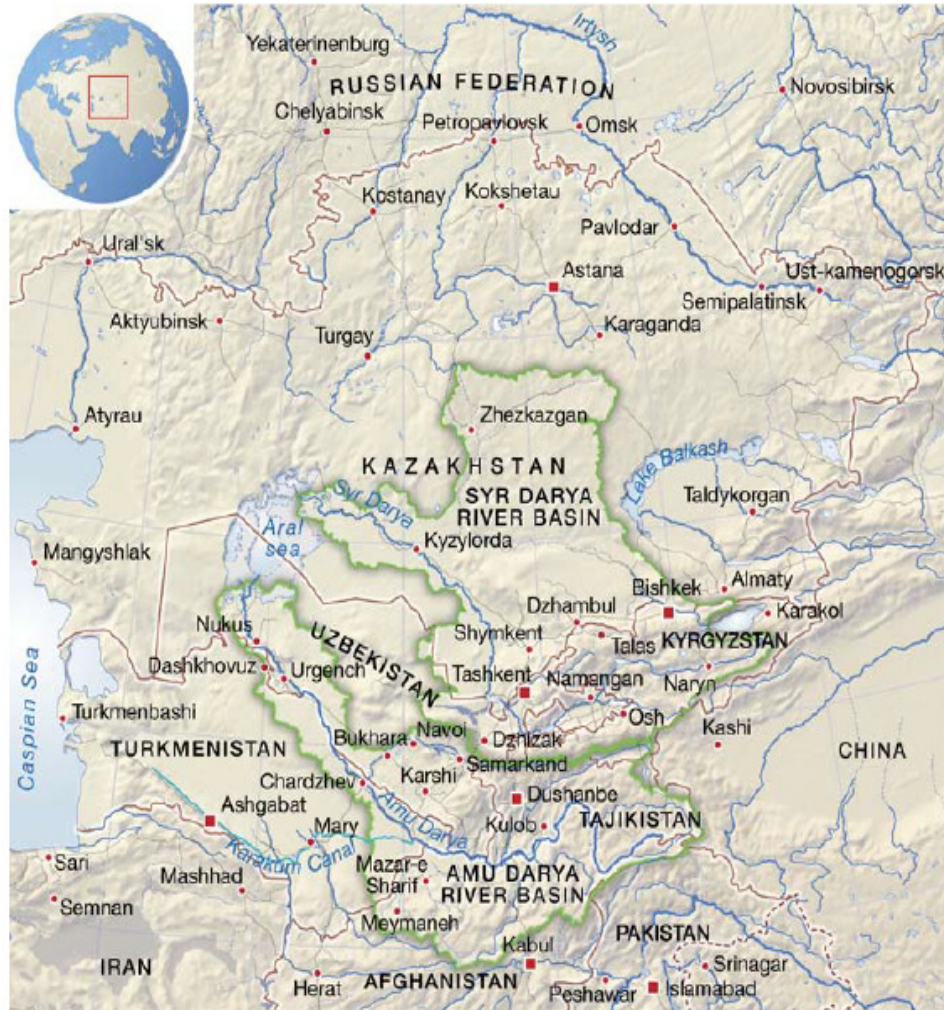 Irtysh
Yekaterinenburg
RUSSIAN FEDERATION
Novosibirsk
Chelyabinsk
Petropavlovsk
Omsk
Kostanay
Kokshetau
Pavlodar
Ural'sk
Astana
Ust-kamenogorsk
Semipalatinsk
Aktyubinsk
Turgay
Karaganda
Atyrau
Zhezkazgan
KAZAKHSTAN
Lake Balkash
Syr Darya
SYR DARYA
RIVER BASIN
Taldykorgan
Aral
sea
Mangyshlak
Kyzylorda
Bishkek
Almaty
Dzhambul
Karakol
Nukus
UZBEKISTAN
Shymkent
Talas
KYRGYZSTAN
Dashkhovuz
Urgench
Tashkent
Namangan
Naryn
Caspian Sea
Turkmenbashi
Osh
Kashi
TURKMENISTAN
Bukhara
Navoi
Dzhizak
CHINA
Samarkand
Chardzhev
Karshi
Dushanbe
Ashgabat
Amu Darya
Kulob
TAJIKISTAN
Mary
Karakum Canal
Sari
Mashhad
Mazar-e
Sharif
AMU DARYA
RIVER BASIN
Semnan
Meymaneh
Kabul
PAKISTAN
IRAN
Herat
AFGHANISTAN
Srinagar
Peshawar
Islamabad